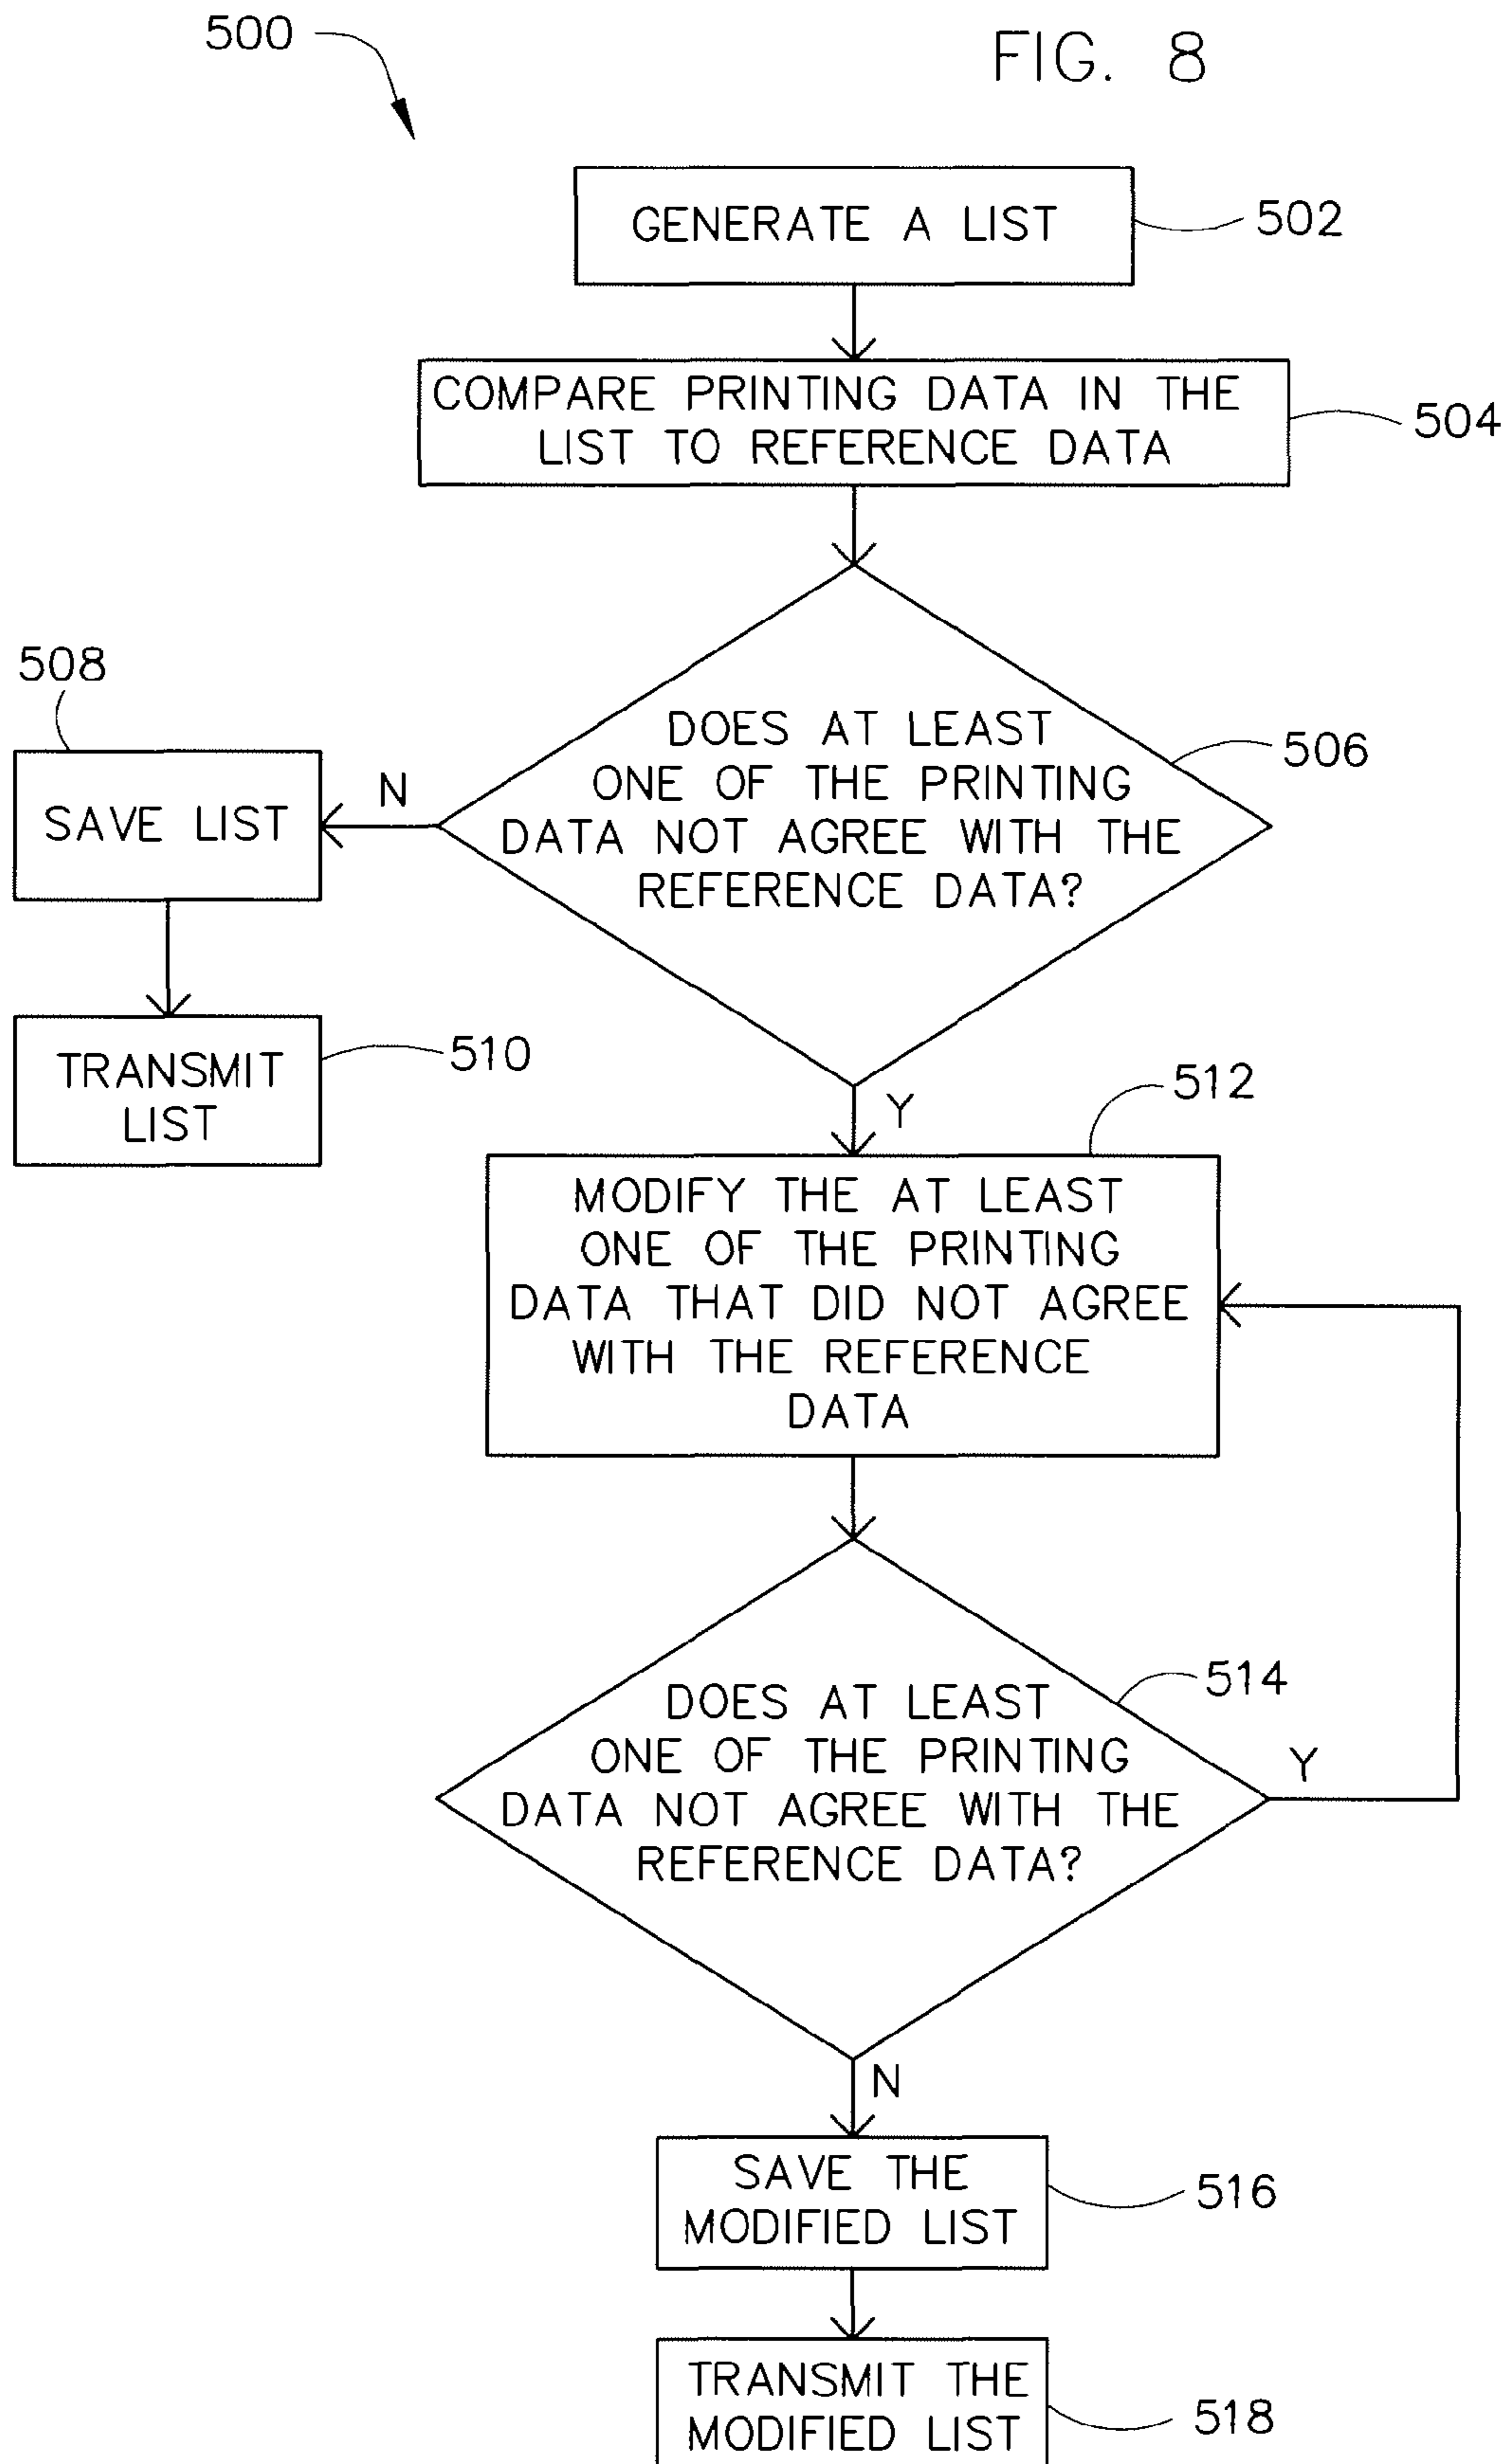 500
FIG. 8
GENERATE A LIST
502
COMPARE PRINTING DATA IN THE
LIST TO REFERENCE DATA
504
DOES AT LEAST
ONE OF THE PRINTING
DATA NOT AGREE WITH THE
REFERENCE DATA?
506
N
508
SAVE LIST
TRANSMIT
LIST
510
Y
512
MODIFY THE AT LEAST
ONE OF THE PRINTING
DATA THAT DID NOT AGREE
WITH THE REFERENCE
DATA
DOES AT LEAST
ONE OF THE PRINTING
DATA NOT AGREE WITH THE
REFERENCE DATA?
514
Y
N
SAVE THE
MODIFIED LIST
516
TRANSMIT THE
MODIFIED LIST
518